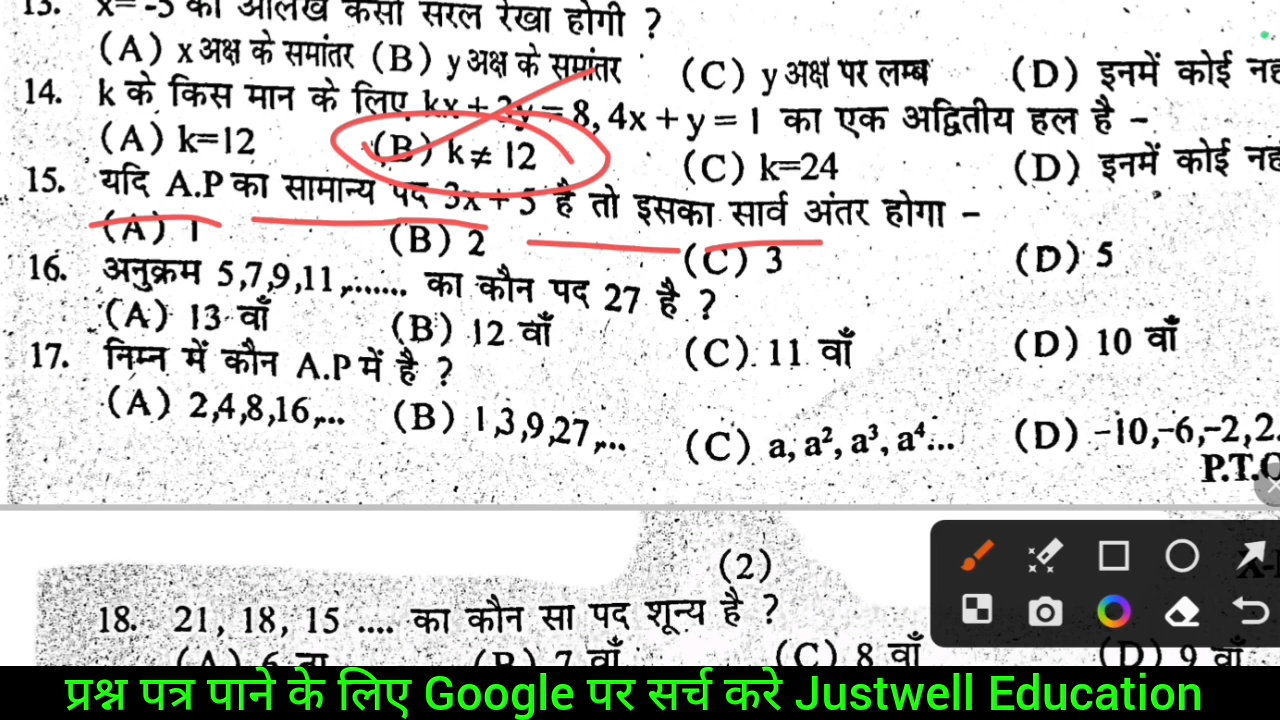 13. x= -5 का आलेख कैसी सरल रेखा होगी ?
(A) x अक्ष के समांतर (B) y अक्ष के समांतर (C) y अक्ष पर लम्ब (D) इनमें कोई
14. k के किस मान के लिए kx + 3y = 8, 4x + y = 1 का एक अद्वितीय हल है –
(A) k=12 (B) k ≠ 12 (C) k=24 (D) इनमें कोई
15. यदि A.P का सामान्य पद 3x + 5 है तो इसका सार्व अंतर होगा –
(A) 1 (B) 2 (C) 3 (D) 5
16. अनुक्रम 5,7,9,11,....... का कौन पद 27 है ?
(A) 13 वाँ (B) 12 वाँ (C) 11 वाँ (D) 10 वाँ
17. निम्न में कौन A.P में है ?
(A) 2,4,8,16,... (B) 1,3,9,27,... (C) a, a², a³, a⁴... (D) –10,–6,–2,2
P.T.
(2)
18. 21, 18, 15 .... का कौन सा पद शून्य है ?
(A) 6 (B) 7 वाँ (C) 8 वाँ (D) 9 वाँ
प्रश्न पत्र पाने के लिए Google पर सर्च करे Justwell Education